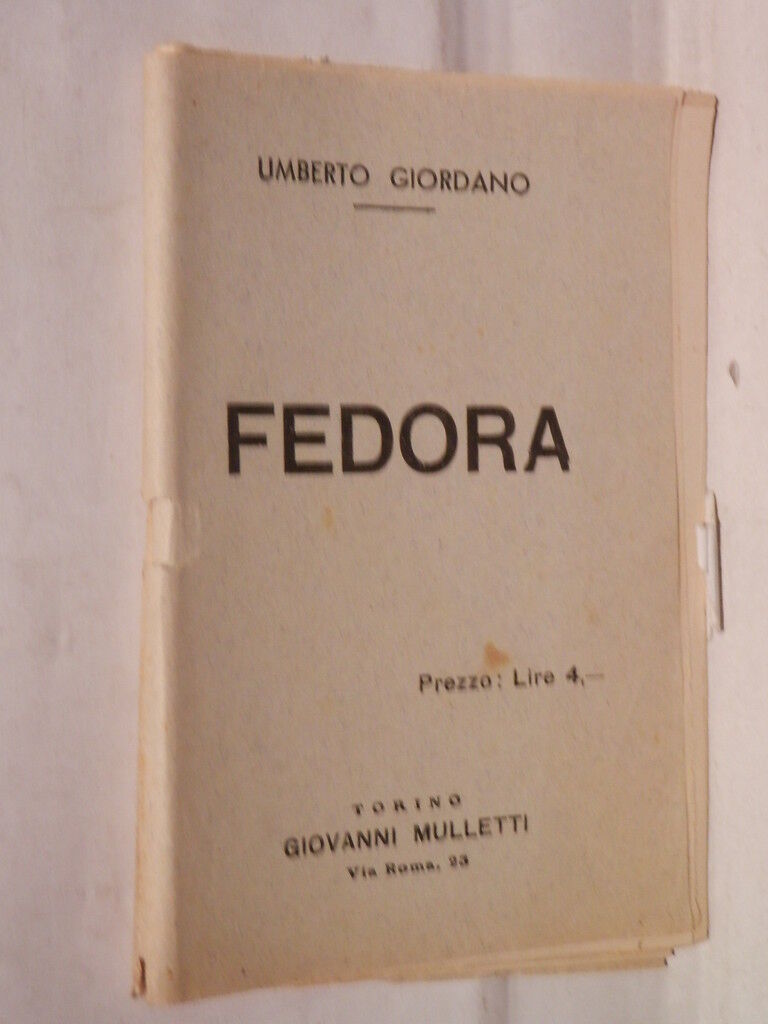 UMBERTO GIORDANO
FEDORA
Prezzo: Lire 4,—
TORINO
GIOVANNI MULLETTI
Via Roma, 23